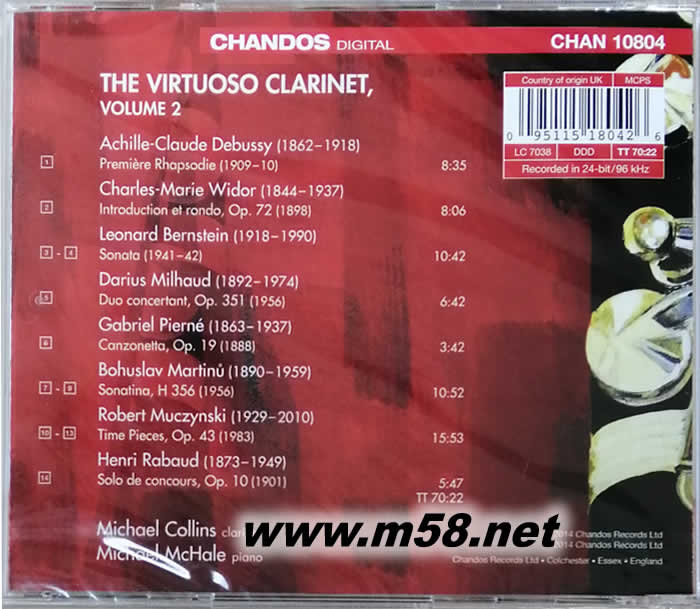 CHANDOS DIGITAL
CHAN 10804
THE VIRTUOSO CLARINET,
VOLUME 2
Country of origin UK
MCPS
0 95115 18042 6
LC 7038
DDD
TT 70:22
Recorded in 24-bit/96 kHz
Achille-Claude Debussy (1862–1918)
1 Première Rhapsodie (1909–10) 8:35
Charles-Marie Widor (1844–1937)
2 Introduction et rondo, Op. 72 (1898) 8:06
Leonard Bernstein (1918–1990)
3 - 4 Sonata (1941–42) 10:42
Darius Milhaud (1892–1974)
5 Duo concertant, Op. 351 (1956) 6:42
Gabriel Pierné (1863–1937)
6 Canzonetta, Op. 19 (1888) 3:42
Bohuslav Martinů (1890–1959)
7 - 9 Sonatina, H 356 (1956) 10:52
Robert Muczynski (1929–2010)
10 - 13 Time Pieces, Op. 43 (1983) 15:53
Henri Rabaud (1873–1949)
14 Solo de concours, Op. 10 (1901) 5:47
TT 70:22
Michael Collins
www.m58.net
Michael McHale piano
2014 Chandos Records Ltd
2014 Chandos Records Ltd
Chandos Records Ltd • Colchester • Essex • England